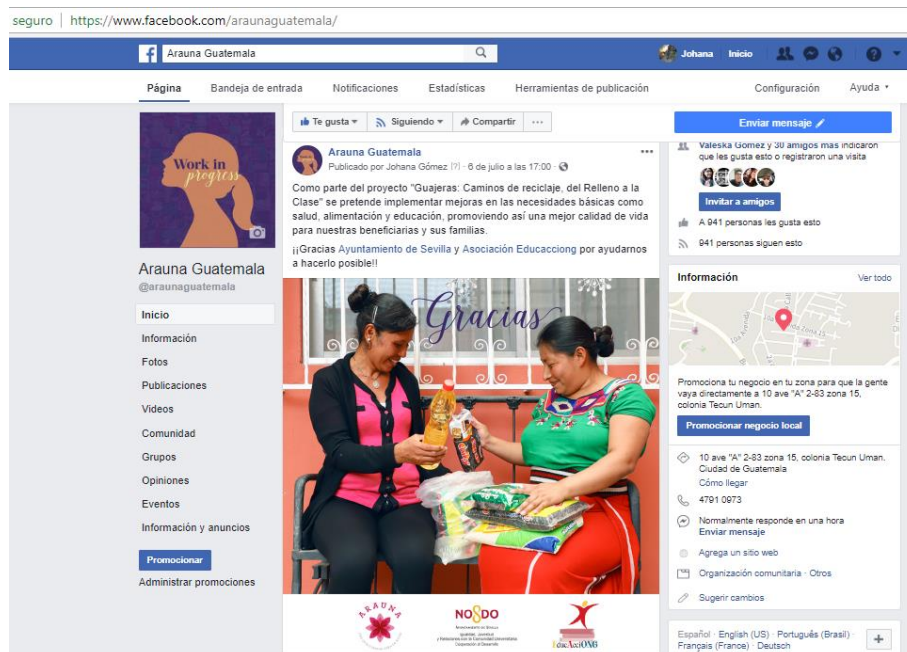 seguro | https://www.facebook.com/araunaguatemala/
Arauna Guatemala
Johana Inicio
Página Bandeja de entrada Notificaciones Estadísticas Herramientas de publicación Configuración Ayuda
Work in
progress
Arauna Guatemala
@araunaguatemala
Inicio
Información
Fotos
Publicaciones
Videos
Comunidad
Grupos
Opiniones
Eventos
Información y anuncios
Promocionar
Administrar promociones
Te gusta Siguiendo Compartir ...
Arauna Guatemala
Publicado por Johana Gómez [?] · 6 de julio a las 17:00 ·
Como parte del proyecto "Guajeras: Caminos de reciclaje, del Relleno a la
Clase" se pretende implementar mejoras en las necesidades básicas como
salud, alimentación y educación, promoviendo así una mejor calidad de vida
para nuestras beneficiarias y sus familias.
¡¡Gracias Ayuntamiento de Sevilla y Asociación Educacciong por ayudarnos
a hacerlo posible!!
Gracias
ARAUNA
NO8DO
EducAcciONG
Enviar mensaje
Valeska Gómez y 30 amigos más indicaron
que les gusta esto o registraron una visita
Invitar a amigos
A 941 personas les gusta esto
941 personas siguen esto
Información Ver todo
Promociona tu negocio en tu zona para que la gente
vaya directamente a 10 ave "A" 2-83 zona 15,
colonia Tecun Uman.
Promocionar negocio local
10 ave "A" 2-83 zona 15, colonia Tecun Uman.
Ciudad de Guatemala
Cómo llegar
4791 0973
Normalmente responde en una hora
Enviar mensaje
Agrega un sitio web
Organización comunitaria · Otros
Sugerir cambios
Español · English (US) · Português (Brasil) ·
Français (France) · Deutsch